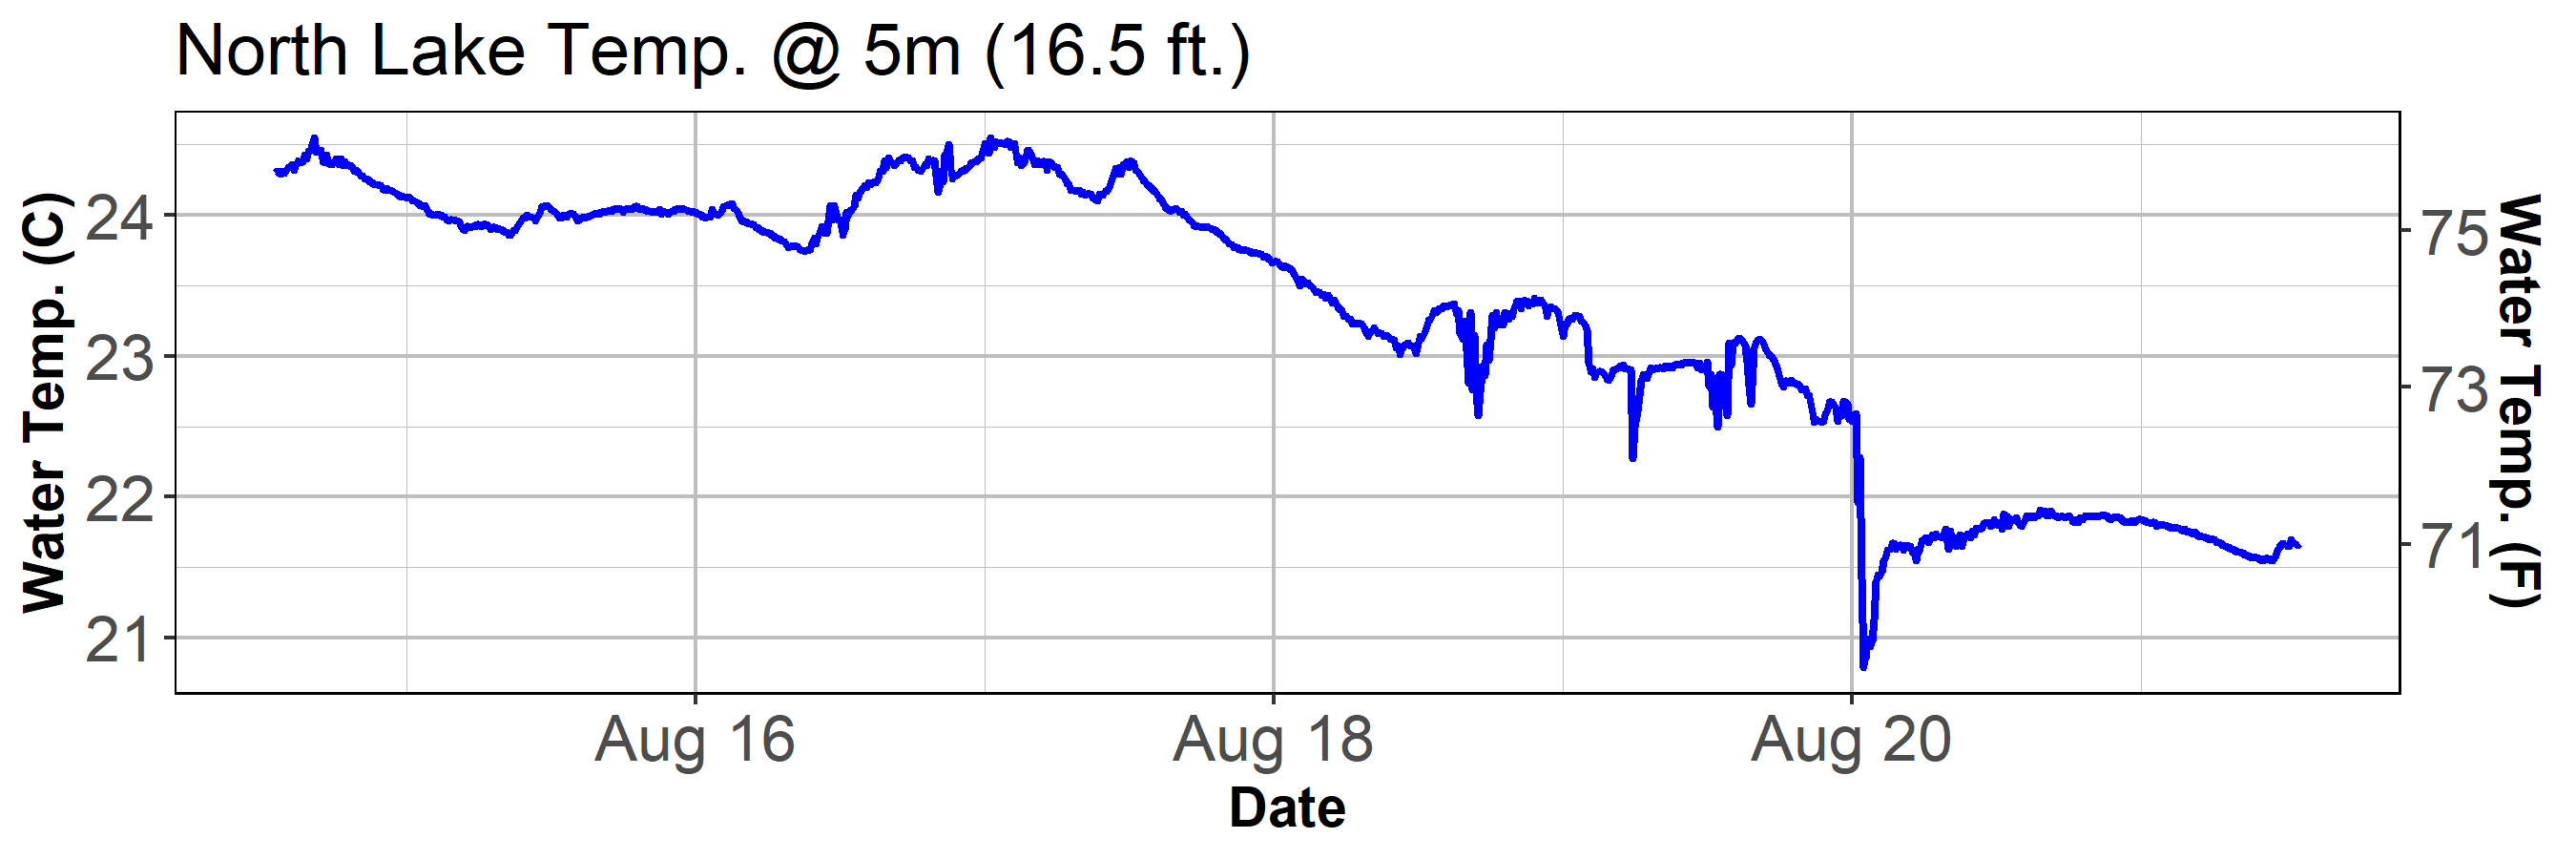 North Lake Temp. @ 5m (16.5 ft.)
Water Temp. (C)
24
23
22
21
75
73
71
Water Temp. (F)
Aug 16
Aug 18
Aug 20
Date